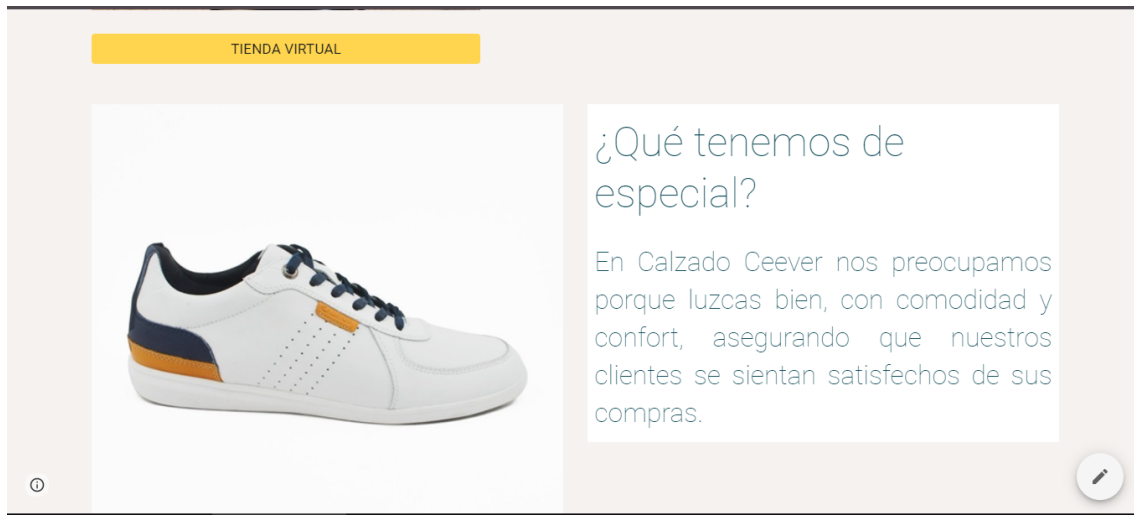 TIENDA VIRTUAL
¿Qué tenemos de
especial?
En Calzado Ceever nos preocupamos
porque luzcas bien, con comodidad y
confort, asegurando que nuestros
clientes se sientan satisfechos de sus
compras.